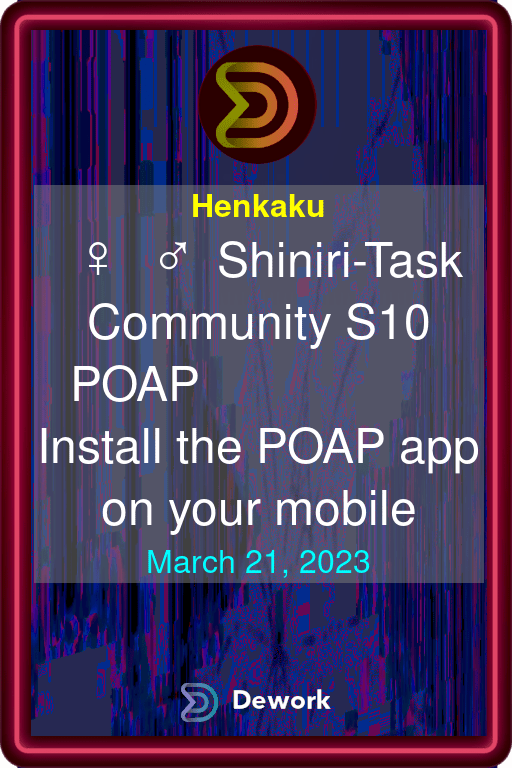 Henkaku
♀ ♂ Shiniri-Task
Community S10
POAP
Install the POAP app
on your mobile
March 21, 2023
Dework